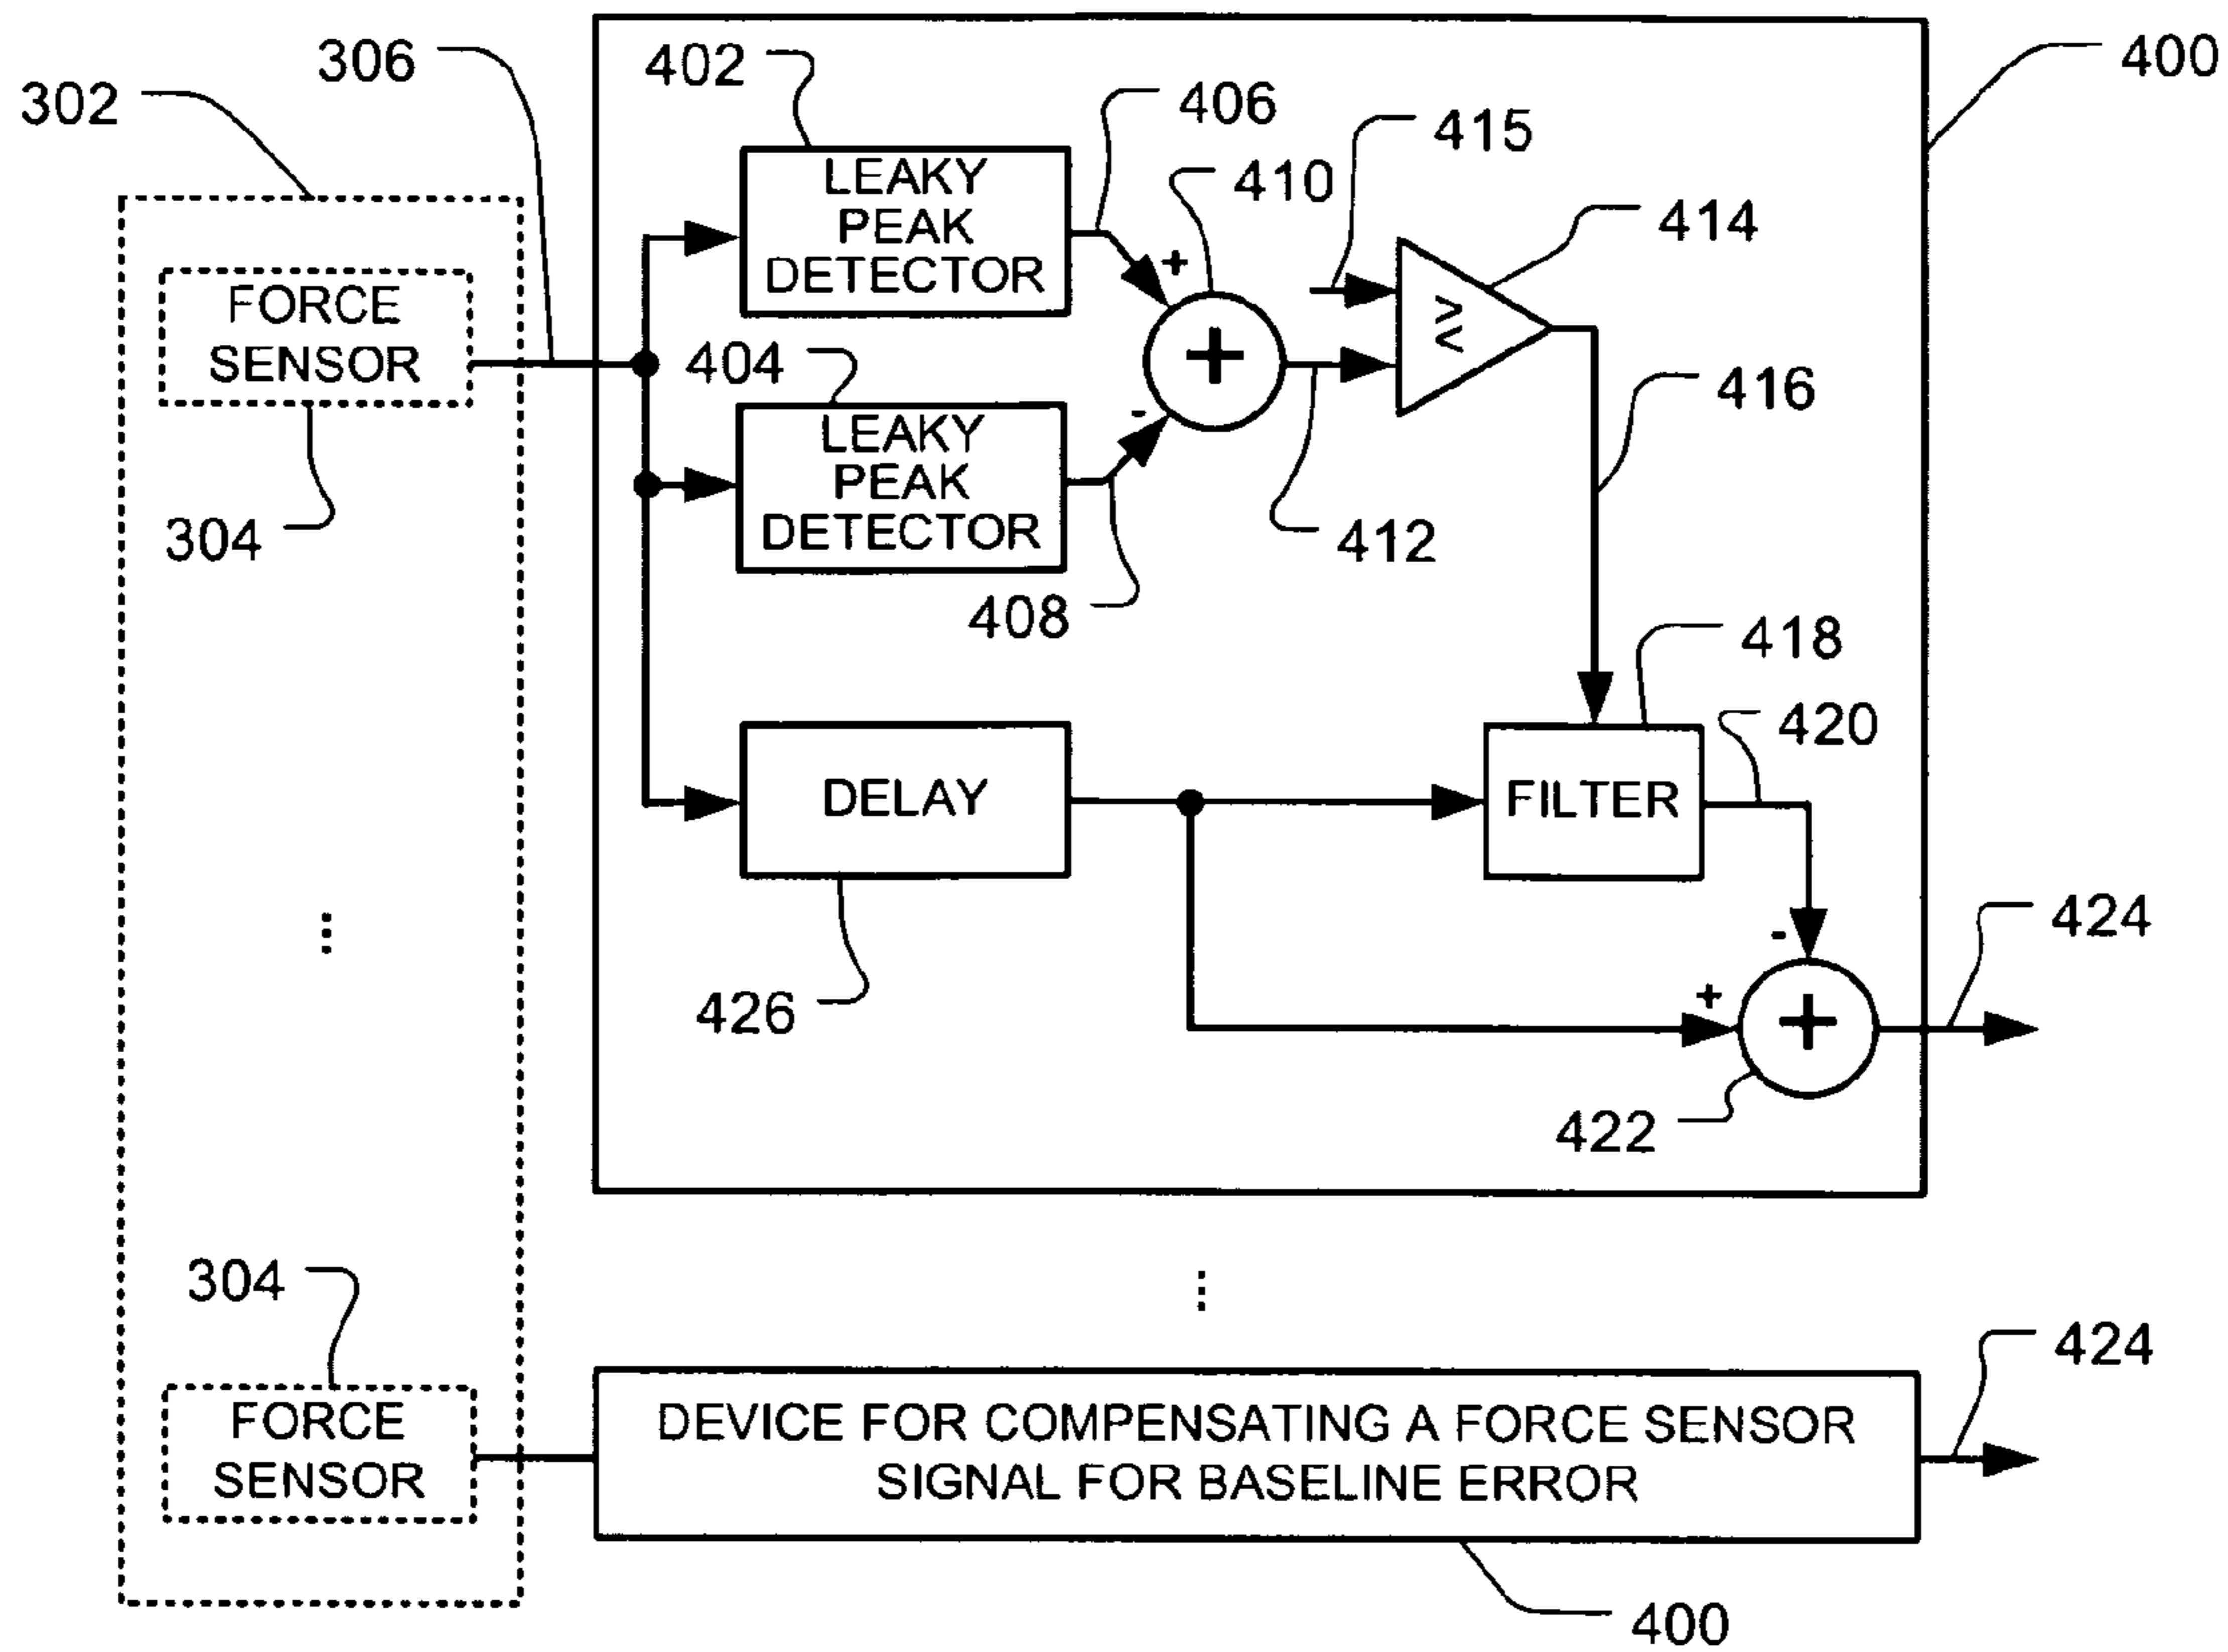 306
402
400
302
406
415
410
414
LEAKY
PEAK
DETECTOR
+
FORCE
SENSOR
+
≥
<
404
416
-
LEAKY
PEAK
DETECTOR
304
412
408
418
420
DELAY
FILTER
424
-
426
+
+
422
304
424
FORCE
SENSOR
DEVICE FOR COMPENSATING A FORCE SENSOR
SIGNAL FOR BASELINE ERROR
400